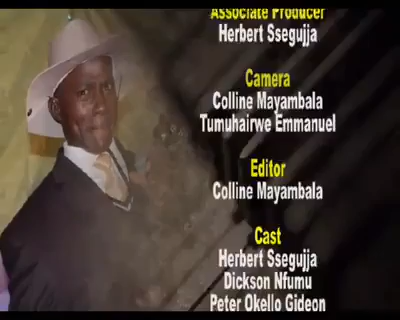 Associate Producer
Herbert Ssegujja
Camera
Colline Mayambala
Tumuhairwe Emmanuel
Editor
Colline Mayambala
Cast
Herbert Ssegujja
Dickson Nfumu
Peter Okello Gideon